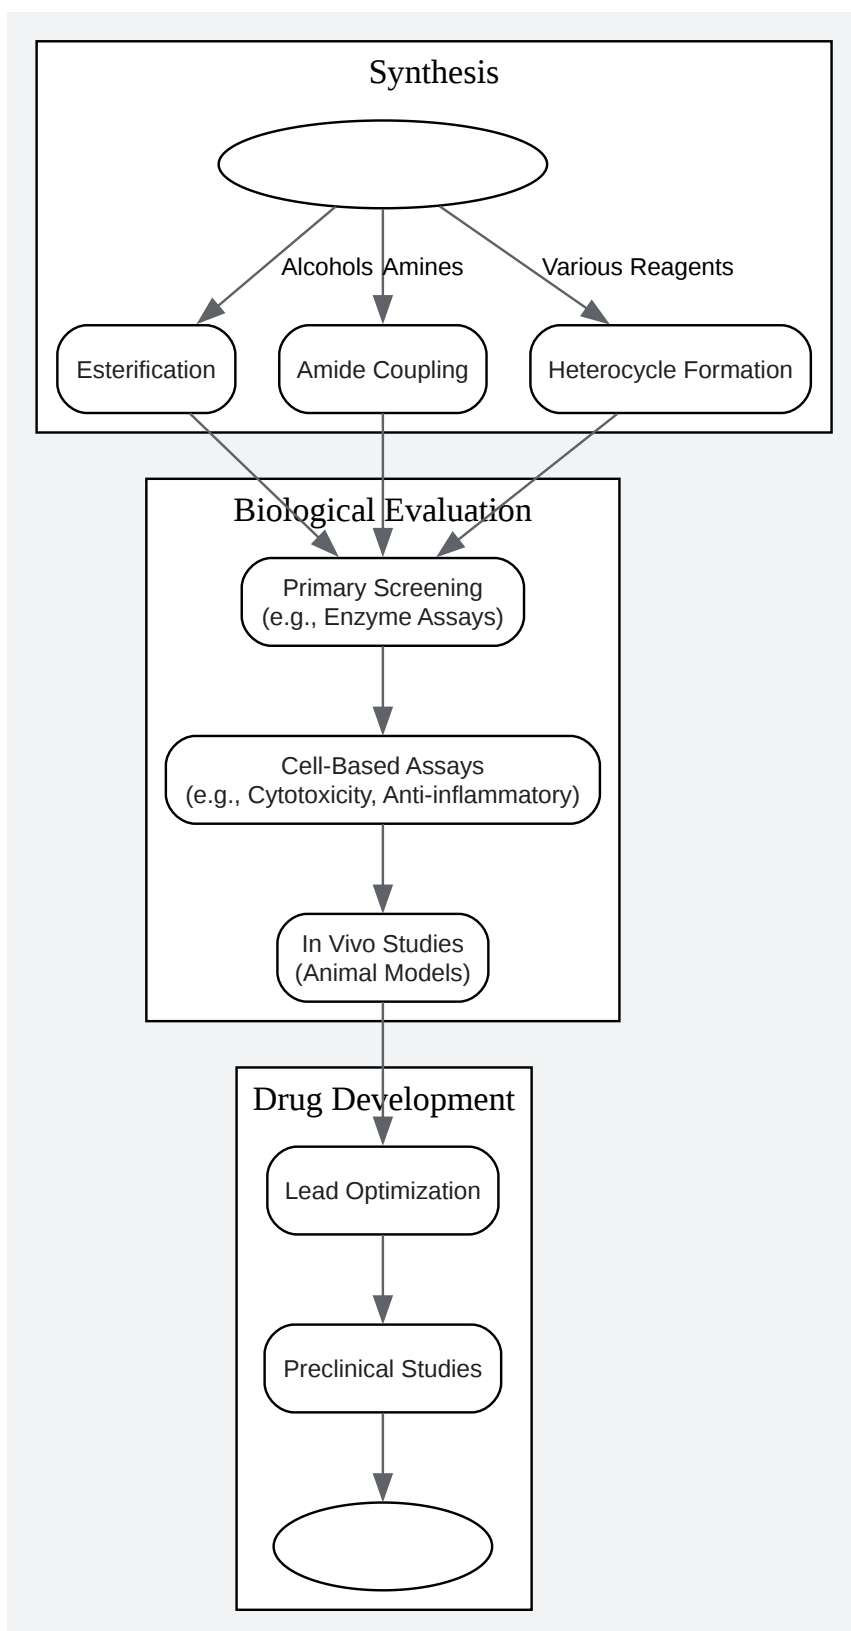 Synthesis
Alcohols
Amines
Various Reagents
Esterification
Amide Coupling
Heterocycle Formation
Biological Evaluation
Primary Screening
(e.g., Enzyme Assays)
Cell-Based Assays
(e.g., Cytotoxicity, Anti-inflammatory)
In Vivo Studies
(Animal Models)
Drug Development
Lead Optimization
Preclinical Studies